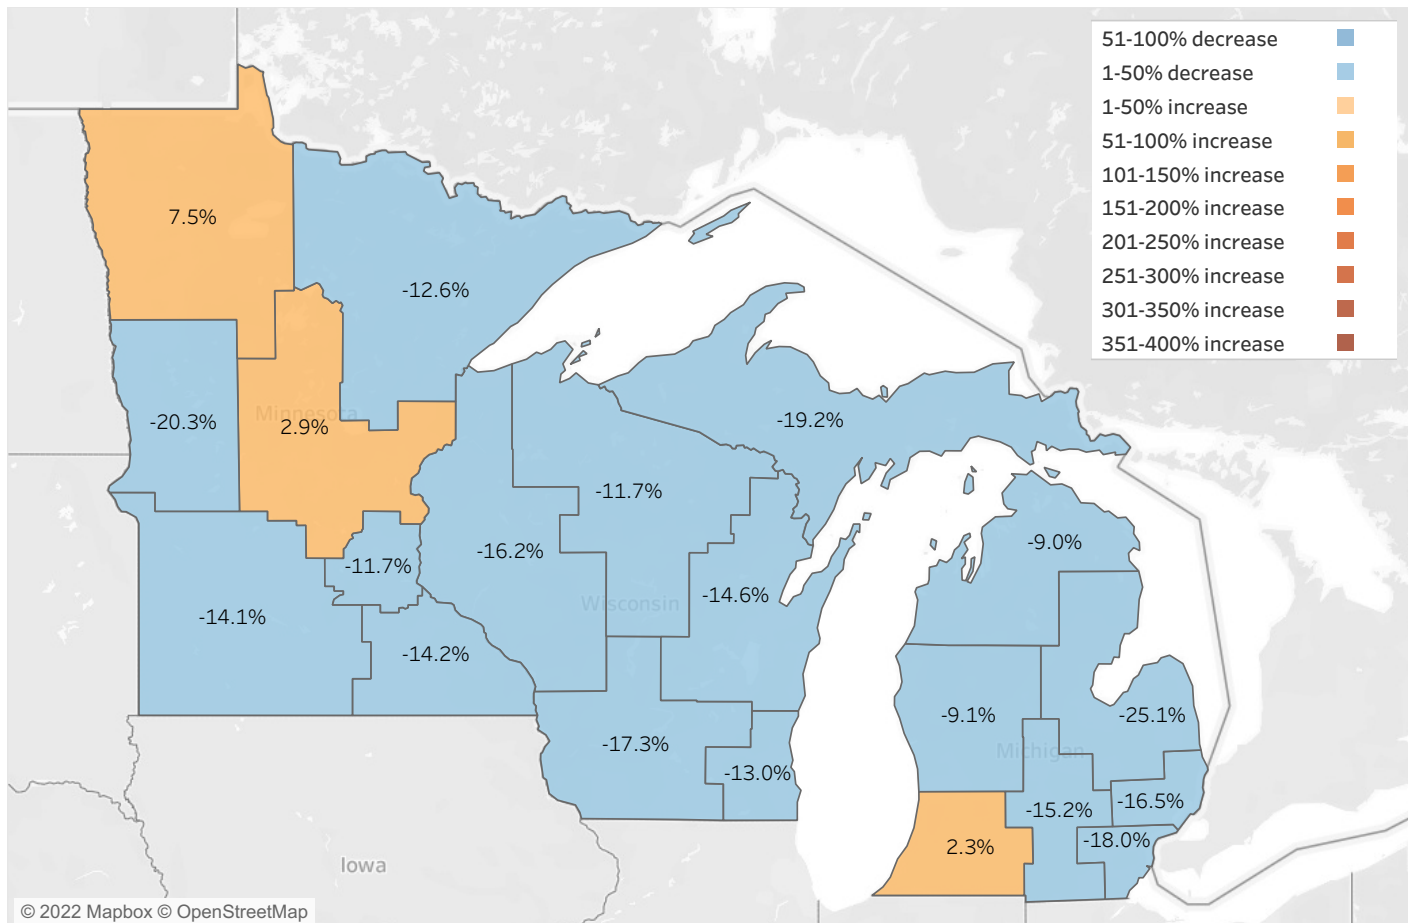 51-100% decrease
1-50% decrease
1-50% increase
51-100% increase
101-150% increase
151-200% increase
201-250% increase
251-300% increase
301-350% increase
351-400% increase
7.5%
-12.6%
-20.3%
Minnesota
2.9%
-19.2%
-11.7%
-16.2%
-9.0%
-11.7%
-14.6%
Wisconsin
-14.1%
-14.2%
-9.1%
-25.1%
-17.3%
Michigan
-13.0%
-15.2%
-16.5%
-18.0%
2.3%
Iowa
© 2022 Mapbox © OpenStreetMap